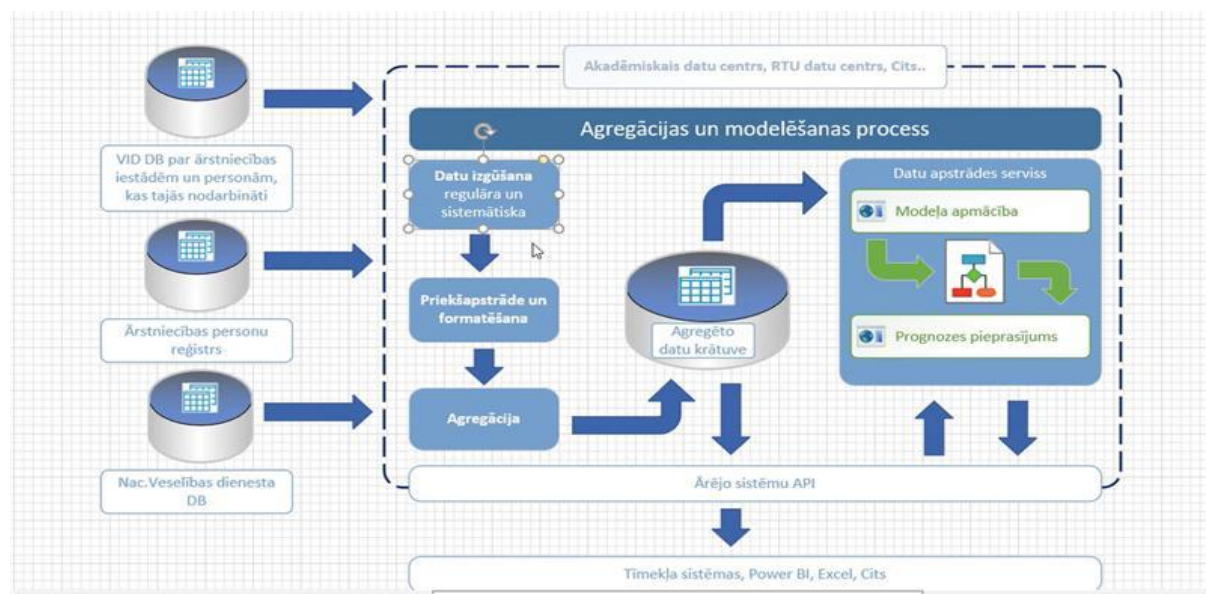 Akadēmiskais datu centrs, RTU datu centrs, Cits..
Agregācijas un modelēšanas process
VID DB par ārstniecības
iestādēm un personām,
kas tajās nodarbināti
Datu izgūšana
regulāra un
sistemātiska
Datu apstrādes serviss
Modeļa apmācība
Ārstniecības personu
reģistrs
Priekšapstrāde un
formatēšana
Agregēto
datu krātuve
Prognozes pieprasījums
Agregācija
Nac.Veselības dienesta
DB
Ārējo sistēmu API
Tīmekļa sistēmas, Power BI, Excel, Cits